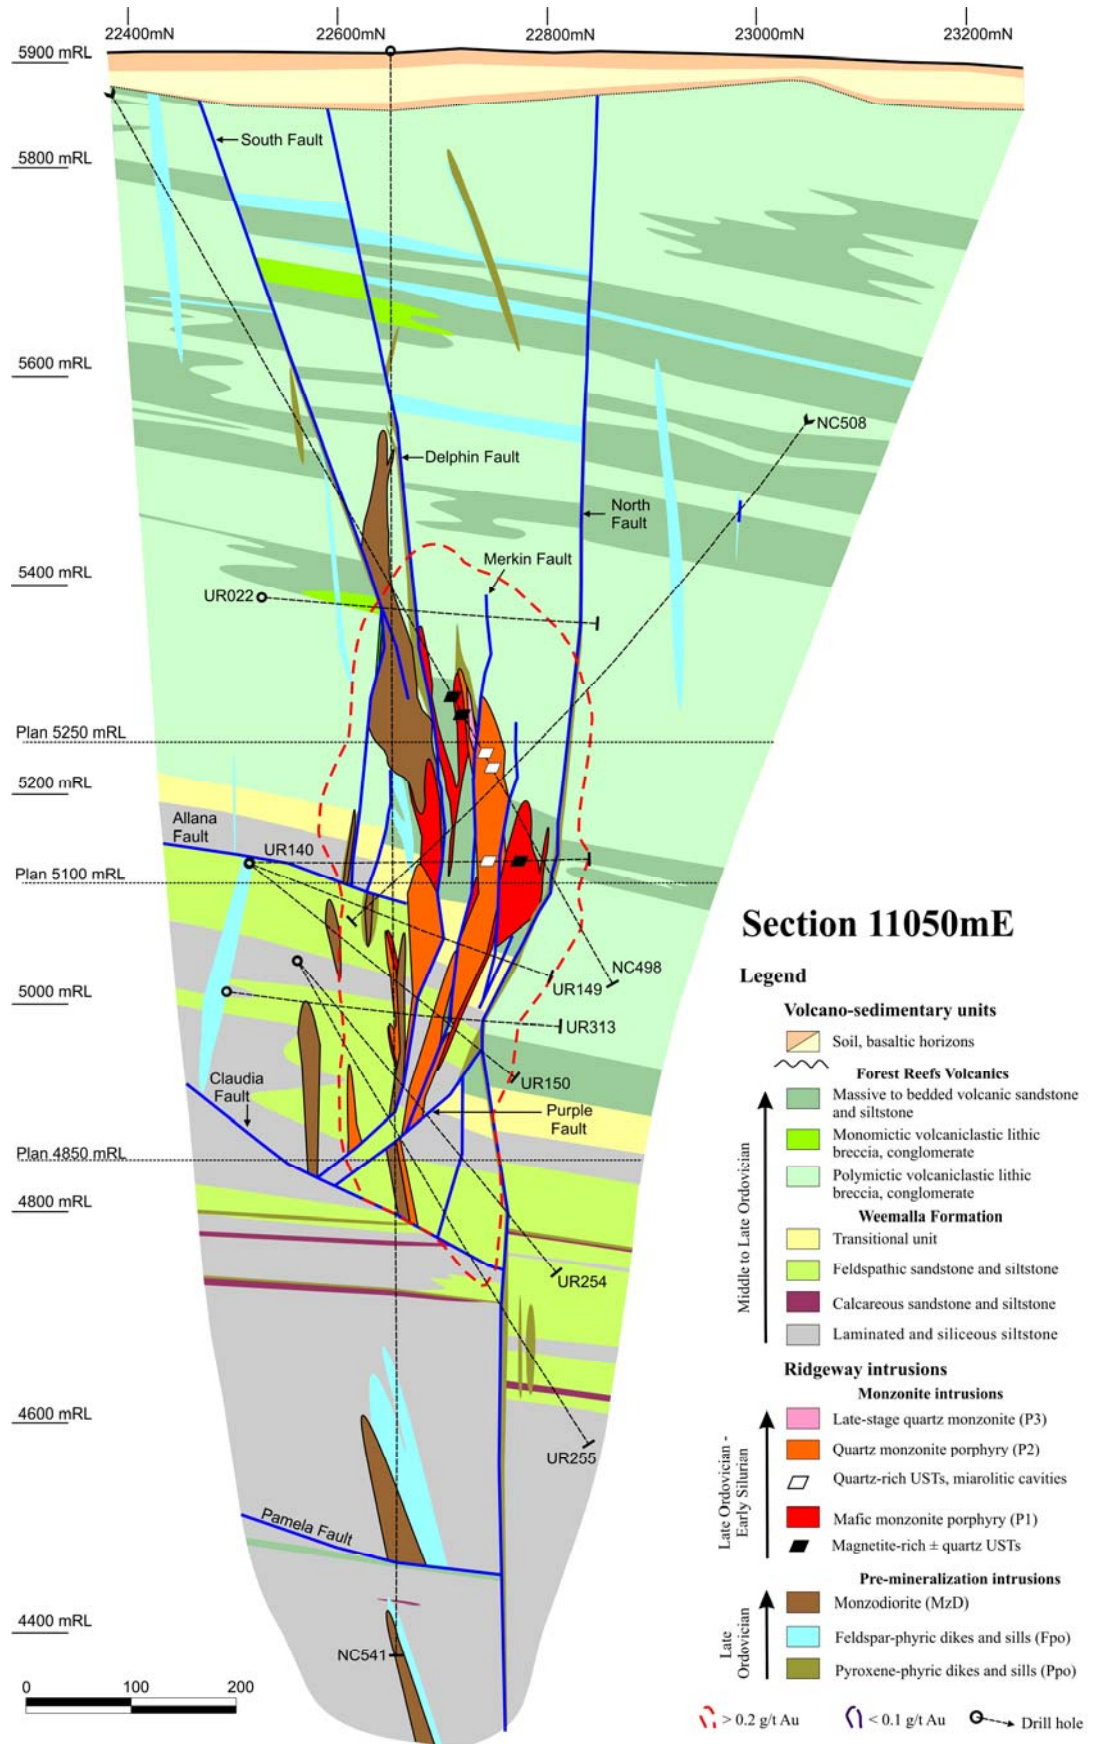 22400mN 22600mN 22800mN 23000mN 23200mN
5900 mRL
South Fault
5800 mRL
5600 mRL
NC508
Delphin Fault
North
Fault
Merkin Fault
5400 mRL
UR022
Plan 5250 mRL
5200 mRL
Allana
Fault
UR140
Plan 5100 mRL
NC498
UR149
5000 mRL
UR313
UR150
Claudia
Fault
Purple
Fault
Plan 4850 mRL
4800 mRL
UR254
4600 mRL
UR255
Pamela Fault
4400 mRL
NC541
0 100 200
Section 11050mE
Legend
Volcano-sedimentary units
Soil, basaltic horizons
Forest Reefs Volcanics
Massive to bedded volcanic sandstone
and siltstone
Monomictic volcaniclastic lithic
breccia, conglomerate
Polymictic volcaniclastic lithic
breccia, conglomerate
Weemalla Formation
Transitional unit
Feldspathic sandstone and siltstone
Calcareous sandstone and siltstone
Laminated and siliceous siltstone
Middle to Late Ordovician
Ridgeway intrusions
Monzonite intrusions
Late-stage quartz monzonite (P3)
Quartz monzonite porphyry (P2)
Quartz-rich USTs, miarolitic cavities
Mafic monzonite porphyry (P1)
Magnetite-rich ± quartz USTs
Late Ordovician -
Early Silurian
Pre-mineralization intrusions
Monzodiorite (MzD)
Feldspar-phyric dikes and sills (Fpo)
Pyroxene-phyric dikes and sills (Ppo)
Late
Ordovician
> 0.2 g/t Au < 0.1 g/t Au Drill hole